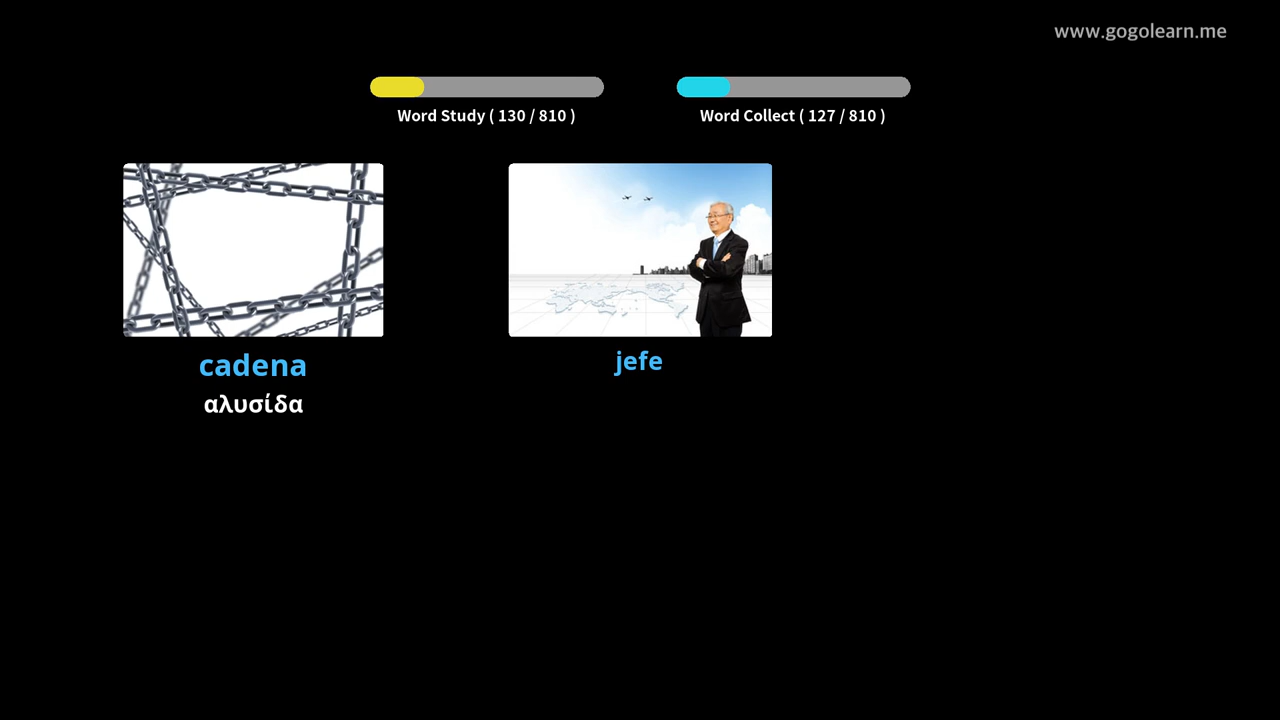 www.gogolearn.me
Word Study ( 130 / 810 )
Word Collect ( 127 / 810 )
cadena
αλυσίδα
jefe